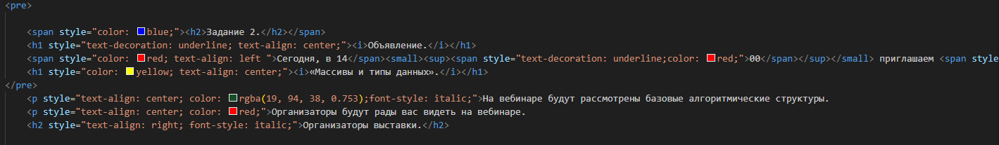 <pre>
<span style="color: blue;"><h2>Задание 2.</h2></span>
<h1 style="text-decoration: underline; text-align: center;"><i>Объявление.</i></h1>
<span style="color: red; text-align: left ">Сегодня, в 14</span><small><sup><span style="text-decoration: underline;color: red;">00</span></sup></small> приглашаем <span style
<h1 style="color: yellow; text-align: center;"><i>«Массивы и типы данных».</i></h1>
</pre>
<p style="text-align: center; color: rgba(19, 94, 38, 0.753);font-style: italic;">На вебинаре будут рассмотрены базовые алгоритмические структуры.
<p style="text-align: center; color: red;">Организаторы будут рады вас видеть на вебинаре.
<h2 style="text-align: right; font-style: italic;">Организаторы выставки.</h2>